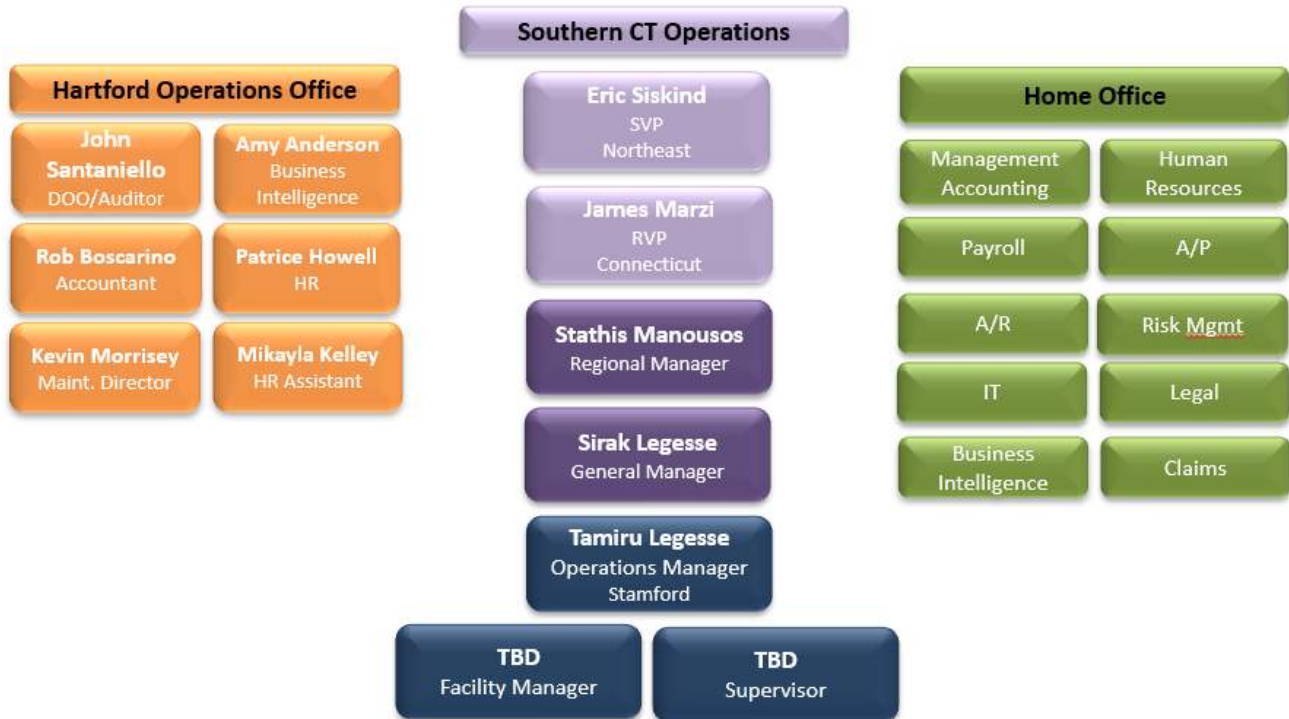 Southern CT Operations
Hartford Operations Office
John
Santaniello
DOO/Auditor
Amy Anderson
Business
Intelligence
Rob Boscarino
Accountant
Patrice Howell
HR
Kevin Morrisey
Maint. Director
Mikayla Kelley
HR Assistant
Eric Siskind
SVP
Northeast
James Marzi
RVP
Connecticut
Stathis Manousos
Regional Manager
Sirak Legesse
General Manager
Tamiru Legesse
Operations Manager
Stamford
TBD
Facility Manager
TBD
Supervisor
Home Office
Management
Accounting
Human
Resources
Payroll
A/P
A/R
Risk Mgmt
IT
Legal
Business
Intelligence
Claims